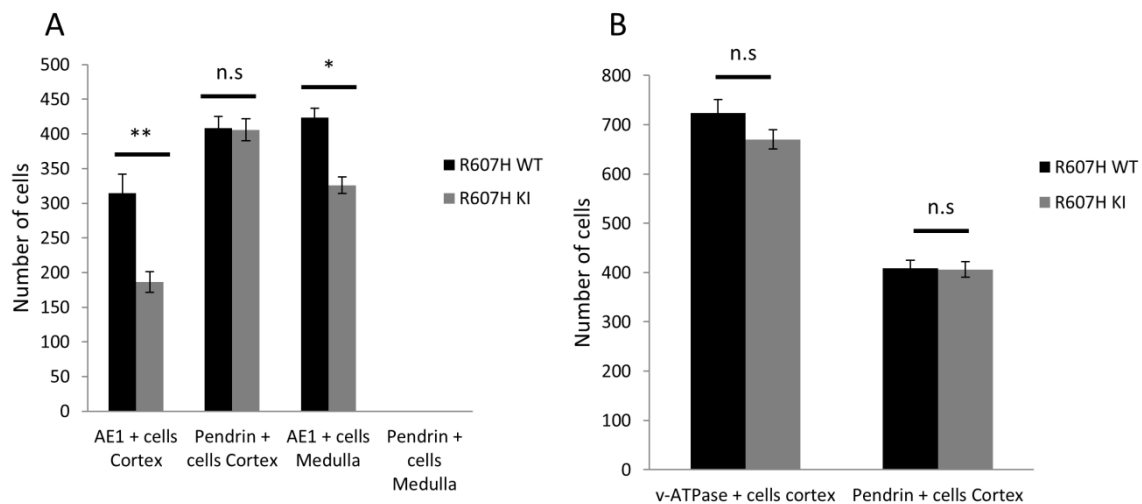 A
Number of cells
500
450
400
350
300
250
200
150
100
50
0
**
n.s
*
R607H WT
R607H KI
AE1 + cells
Cortex
Pendrin +
cells Cortex
AE1 + cells
Medulla
Pendrin +
cells
Medulla
B
Number of cells
800
700
600
500
400
300
200
100
0
n.s
n.s
R607H WT
R607H KI
v-ATPase + cells cortex
Pendrin + cells Cortex